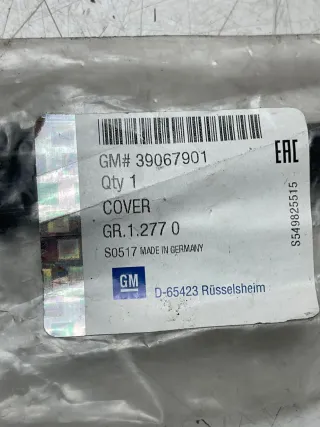 GM# 39067901
EAC
Qty 1
COVER
GR.1.277 0
S0517 MADE IN GERMANY
S549825515
GM
D-65423 Rüsselsheim